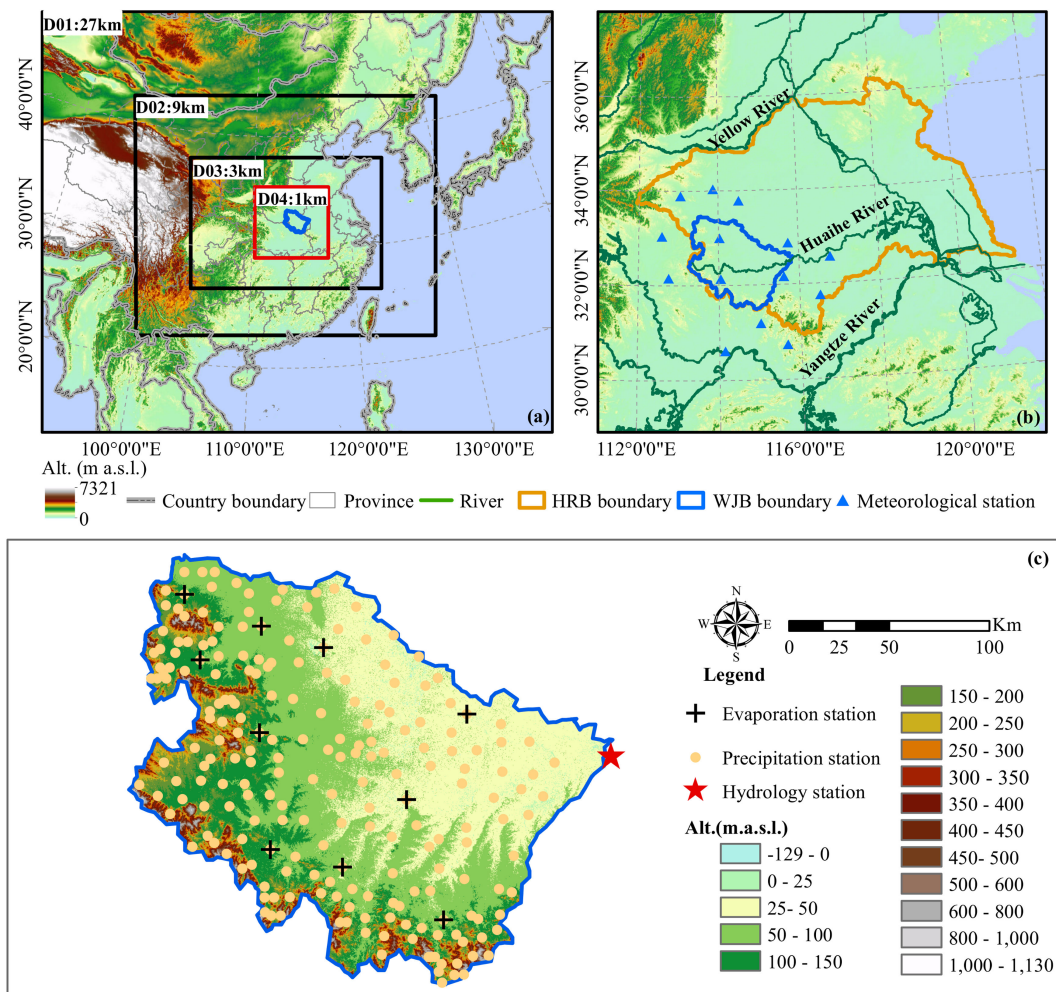 D01:27km
D02:9km
D03:3km
D04:1km
40°0'0"N
30°0'0"N
20°0'0"N
(a)
100°0'0"E
110°0'0"E
120°0'0"E
130°0'0"E
36°0'0"N
34°0'0"N
32°0'0"N
30°0'0"N
Yellow River
Huaihe River
Yangtze River
(b)
112°0'0"E
116°0'0"E
120°0'0"E
Alt. (m a.s.l.)
7321
0
Country boundary
Province
River
HRB boundary
WJB boundary
Meteorological station
(c)
N
W
E
S
Km
0
25
50
100
Legend
Evaporation station
Precipitation station
Hydrology station
Alt.(m.a.s.l.)
-129 - 0
0 - 25
25- 50
50 - 100
100 - 150
150 - 200
200 - 250
250 - 300
300 - 350
350 - 400
400 - 450
450- 500
500 - 600
600 - 800
800 - 1,000
1,000 - 1,130